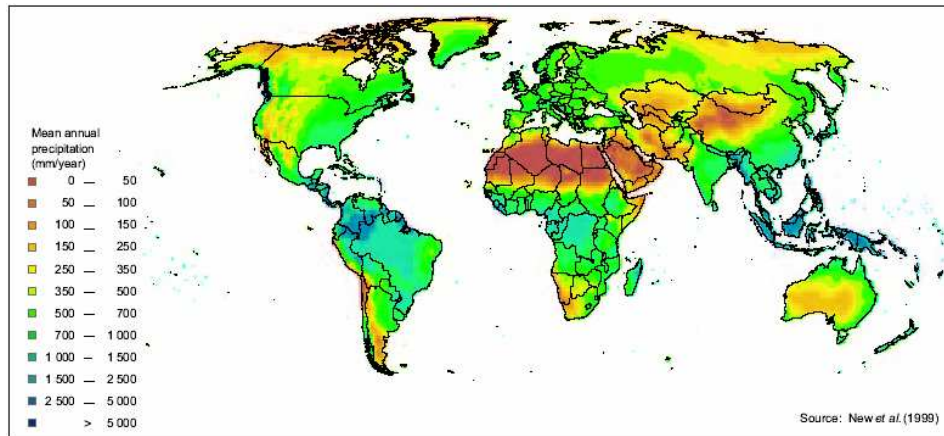 Mean annual
precipitation
(mm/year)
0 — 50
50 — 100
100 — 150
150 — 250
250 — 350
350 — 500
500 — 700
700 — 1 000
1 000 — 1 500
1 500 — 2 500
2 500 — 5 000
> 5 000
Source: New et al. (1999)